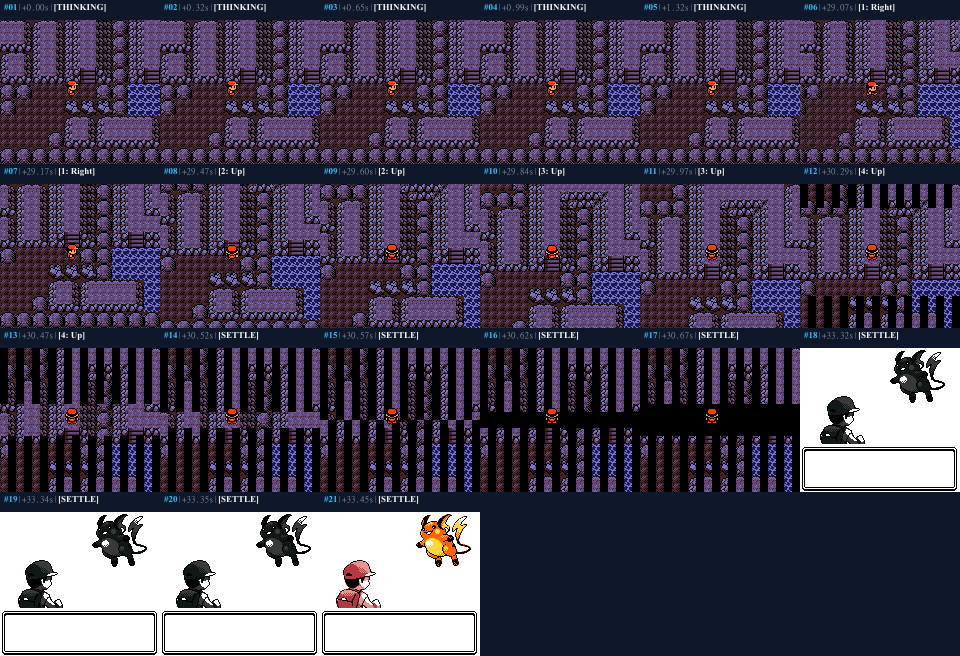 #01|+0.00s|[THINKING]
#02|+0.32s|[THINKING]
#03|+0.65s|[THINKING]
#04|+0.99s|[THINKING]
#05|+1.32s|[THINKING]
#06|+29.07s|[1: Right]
#07|+29.17s|[1: Right]
#08|+29.47s|[2: Up]
#09|+29.60s|[2: Up]
#10|+29.84s|[3: Up]
#11|+29.97s|[3: Up]
#12|+30.29s|[4: Up]
#13|+30.47s|[4: Up]
#14|+30.52s|[SETTLE]
#15|+30.57s|[SETTLE]
#16|+30.62s|[SETTLE]
#17|+30.67s|[SETTLE]
#18|+33.32s|[SETTLE]
#19|+33.34s|[SETTLE]
#20|+33.35s|[SETTLE]
#21|+33.45s|[SETTLE]